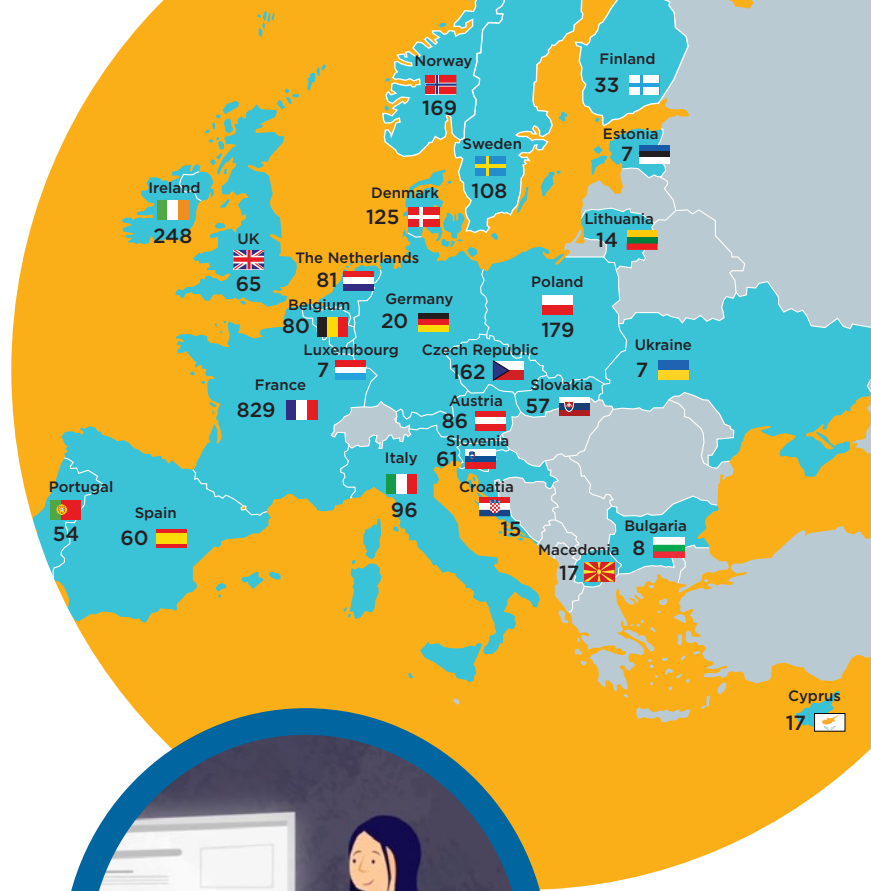 Norway
169
Finland
33
Estonia
7
Sweden
108
Ireland
248
Denmark
125
Lithuania
14
UK
65
The Netherlands
81
Belgium
80
Germany
20
Poland
179
Luxembourg
7
Czech Republic
162
Ukraine
7
France
829
Slovakia
57
Austria
86
Slovenia
61
Italy
96
Croatia
15
Portugal
54
Spain
60
Bulgaria
8
Macedonia
17
Cyprus
17